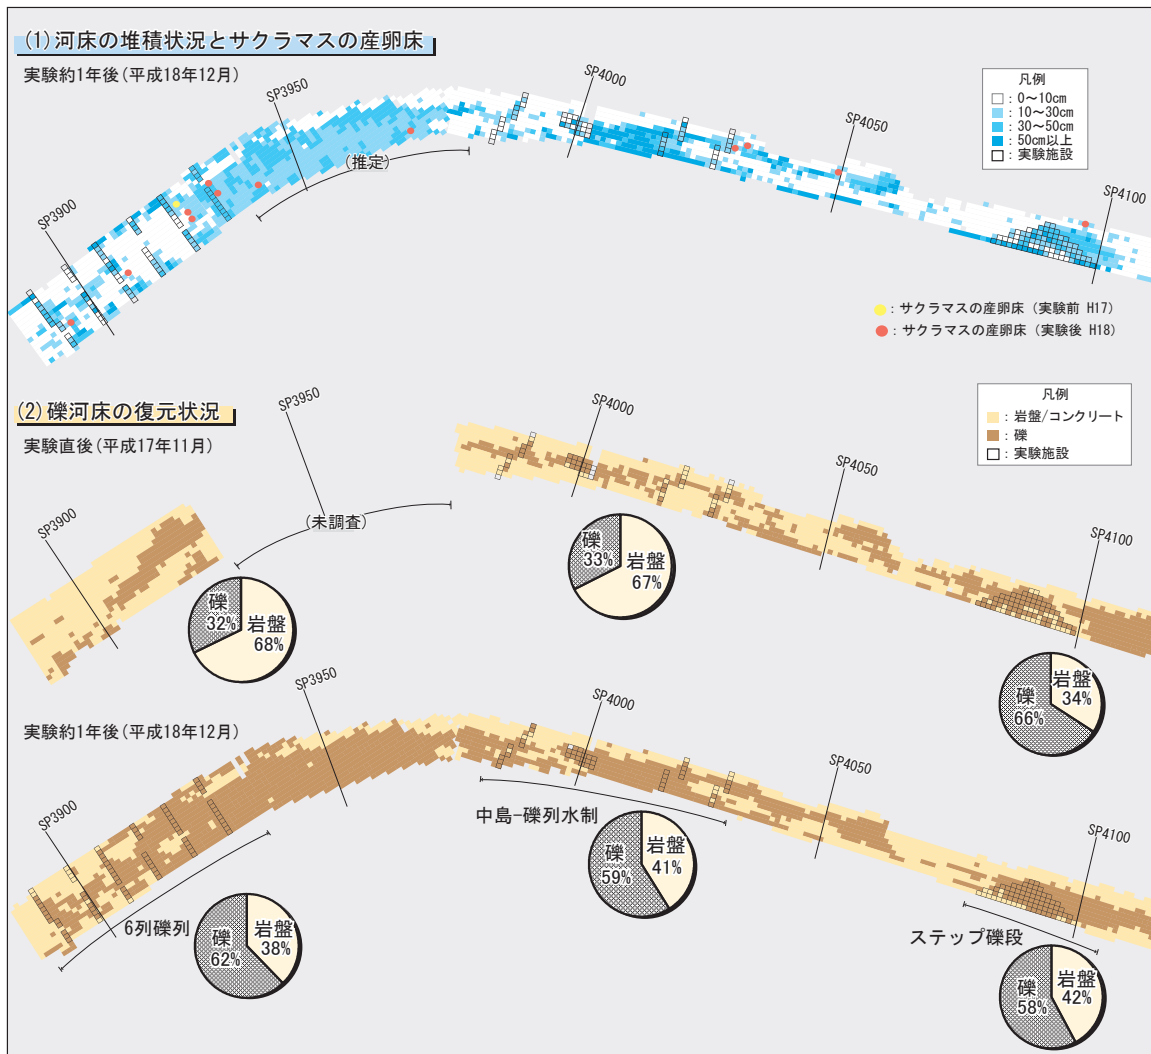 (1)河床の堆積状況とサクラマスの産卵床
実験約1年後(平成18年12月)
SP3900
SP3950
(推定)
SP4000
SP4050
SP4100
凡例
: 0〜10cm
: 10〜30cm
: 30〜50cm
: 50cm以上
: 実験施設
: サクラマスの産卵床 (実験前 H17)
: サクラマスの産卵床 (実験後 H18)
(2)礫河床の復元状況
実験直後(平成17年11月)
SP3900
SP3950
(未調査)
SP4000
SP4050
SP4100
凡例
: 岩盤/コンクリート
: 礫
: 実験施設
礫
32%
岩盤
68%
礫
33%
岩盤
67%
礫
66%
岩盤
34%
実験約1年後(平成18年12月)
SP3900
SP3950
SP4000
SP4050
SP4100
6列礫列
礫
62%
岩盤
38%
中島-礫列水制
礫
59%
岩盤
41%
ステップ礫段
礫
58%
岩盤
42%